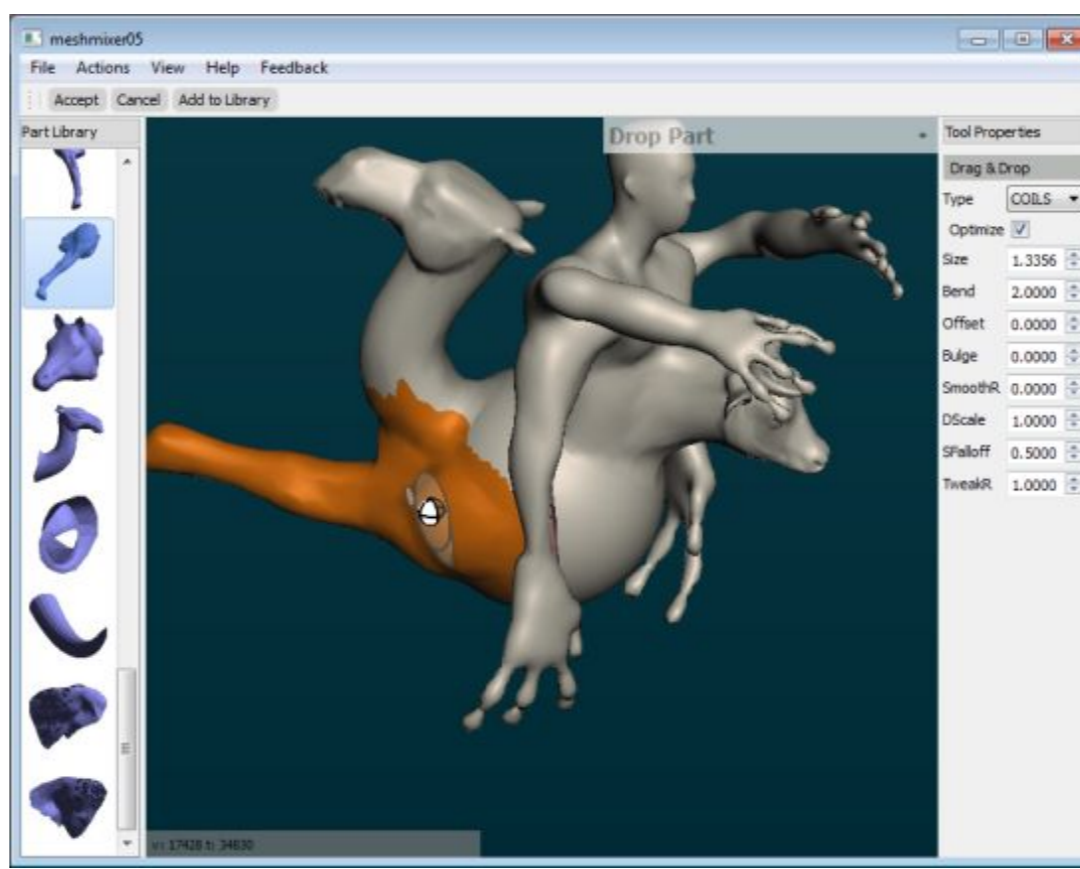 meshmixer05
File Actions View Help Feedback
Accept Cancel Add to Library
Part Library
Drop Part
Tool Properties
Drag & Drop
Type COILS
Optimize
Size 1.3356
Bend 2.0000
Offset 0.0000
Bulge 0.0000
SmoothR 0.0000
DScale 1.0000
SFalloff 0.5000
TweakR 1.0000
v: 17428 t: 34830